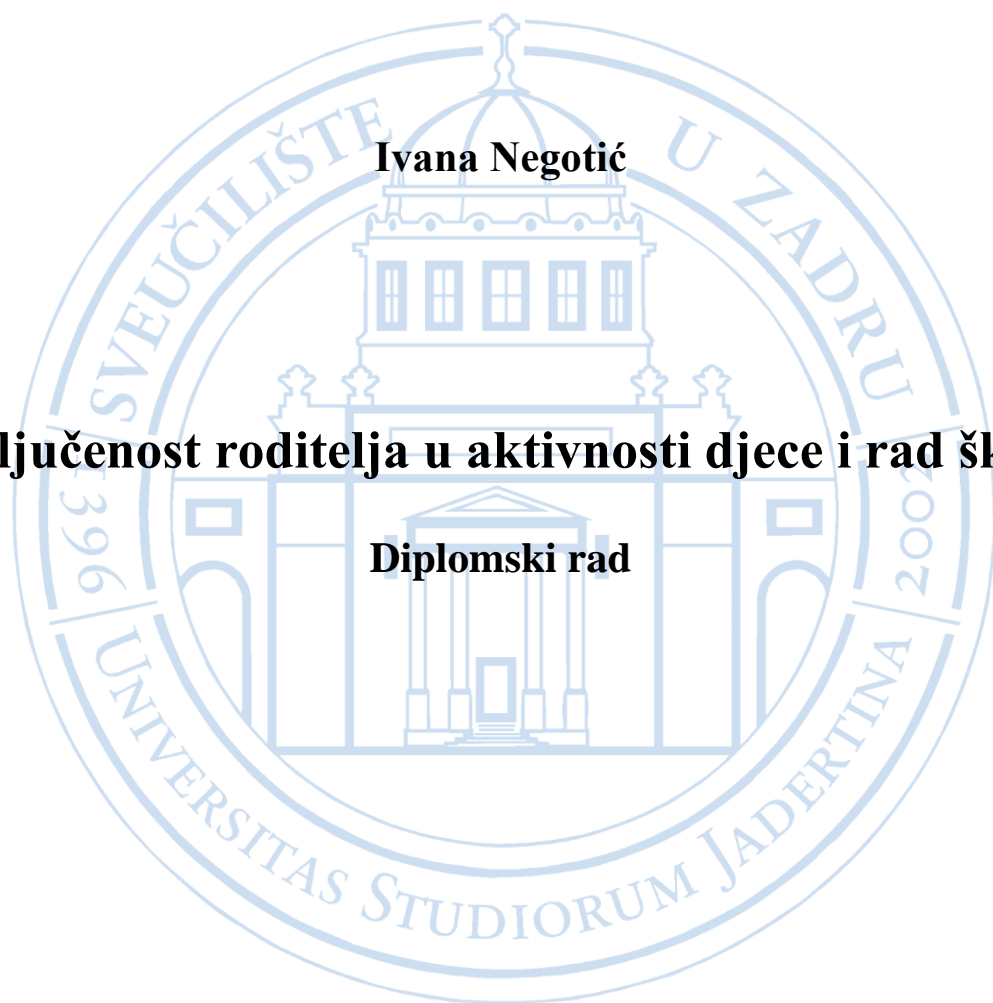 Ivana Negotić
ljučenost roditelja u aktivnosti djece i rad šk
Diplomski rad
SVEUČILIŠTE U ZADRU
1396
2002
UNIVERSITAS STUDIORUM JADERTINA